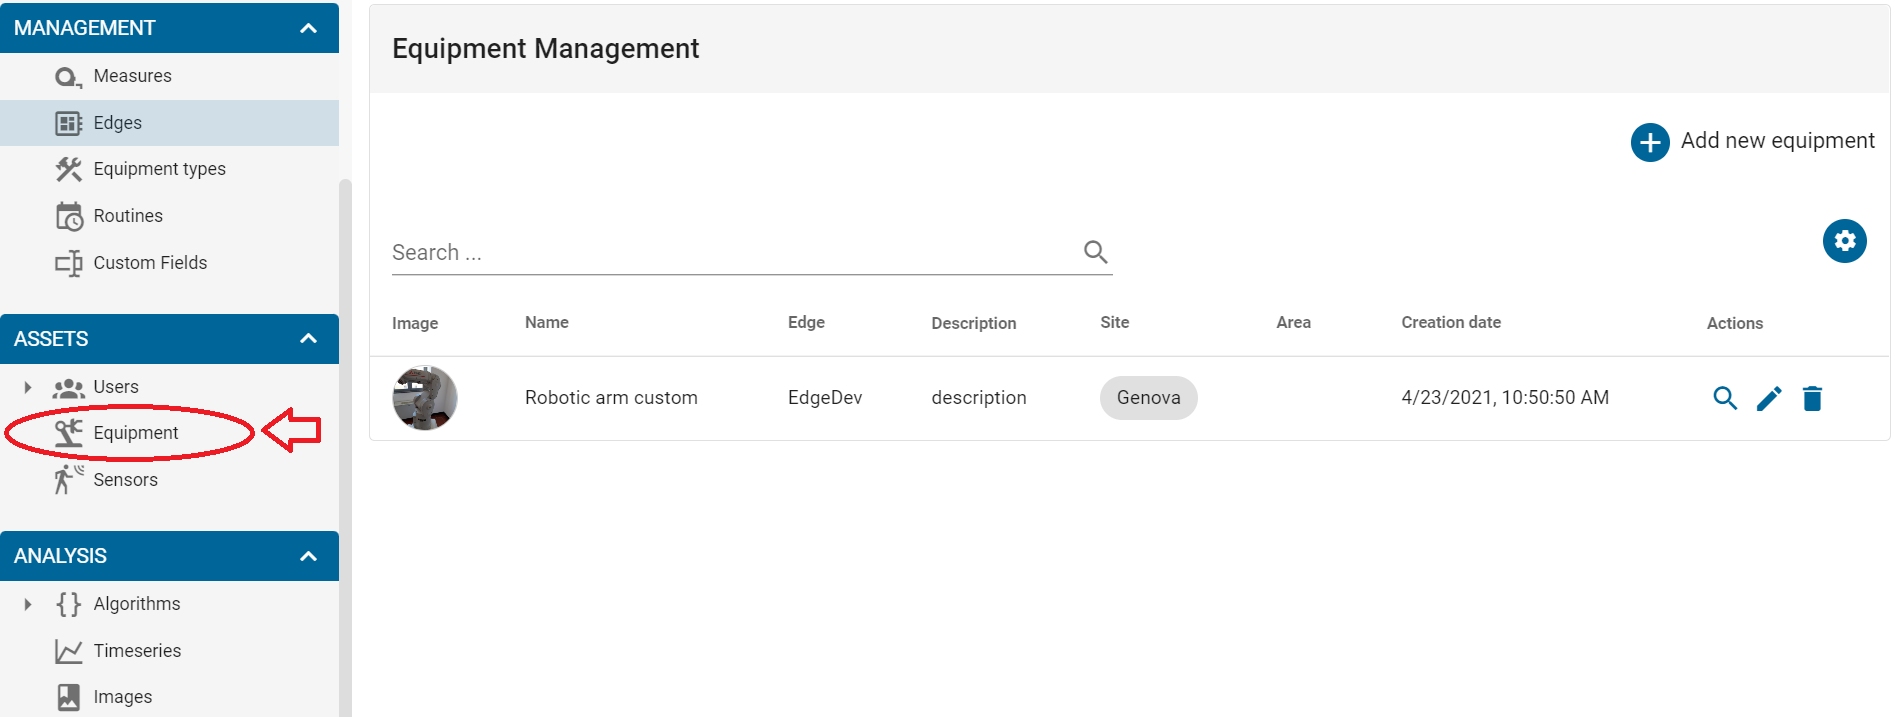 MANAGEMENT
Measures
Edges
Equipment types
Routines
Custom Fields
ASSETS
Users
Equipment
Sensors
ANALYSIS
Algorithms
Timeseries
Images
Equipment Management
Add new equipment
Search ...
Image Name Edge Description Site Area Creation date Actions
Robotic arm custom EdgeDev description Genova 4/23/2021, 10:50:50 AM